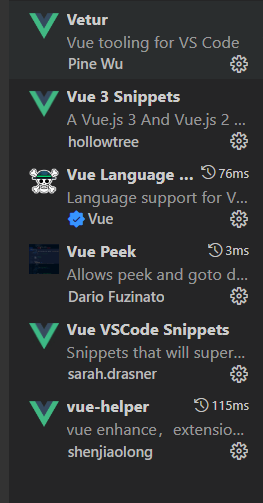 Vetur
Vue tooling for VS Code
Pine Wu
Vue 3 Snippets
A Vue.js 3 And Vue.js 2 ...
hollowtree
Vue Language ... 76ms
Language support for V...
Vue
Vue Peek 3ms
Allows peek and goto d...
Dario Fuzinato
Vue VSCode Snippets
Snippets that will super...
sarah.drasner
vue-helper 115ms
vue enhance，extensio...
shenjiaolong